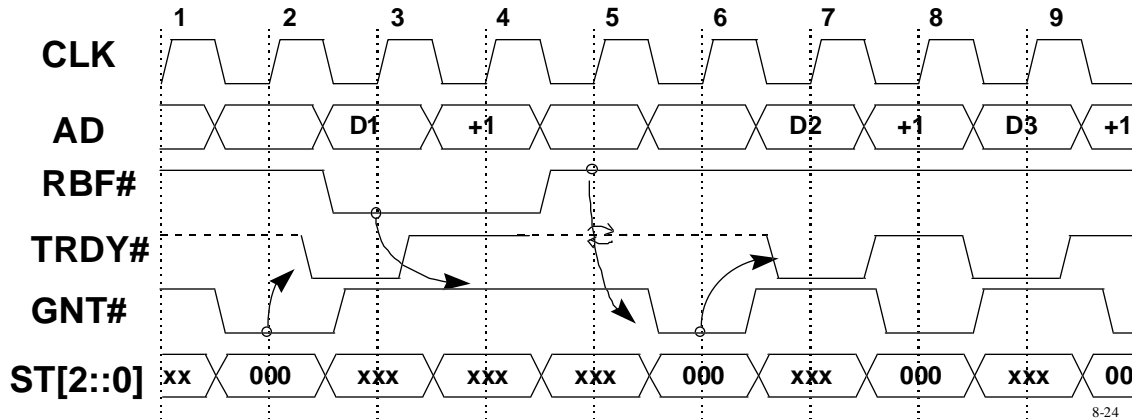 1 2 3 4 5 6 7 8 9
CLK
AD D1 +1 D2 +1 D3 +1
RBF#
TRDY#
GNT#
ST[2::0] xx 000 xxx xxx xxx 000 xxx 000 xxx 00
8-24